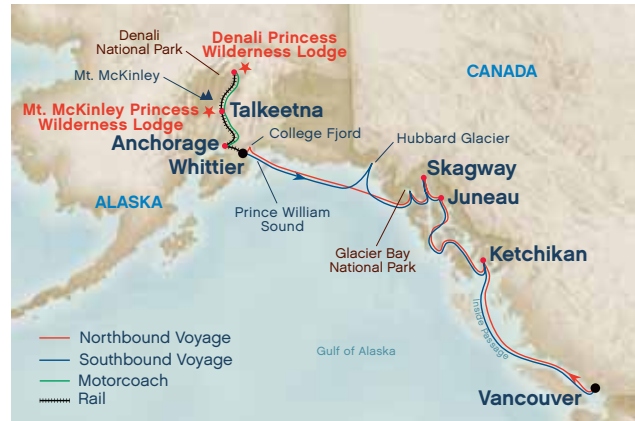 Denali
National Park
Denali Princess
Wilderness Lodge
Mt. McKinley
CANADA
Mt. McKinley Princess
Wilderness Lodge
Talkeetna
College Fjord
Hubbard Glacier
Anchorage
Whittier
Skagway
Juneau
ALASKA
Prince William
Sound
Glacier Bay
National Park
Ketchikan
Inside Passage
Northbound Voyage
Southbound Voyage
Motorcoach
Rail
Gulf of Alaska
Vancouver